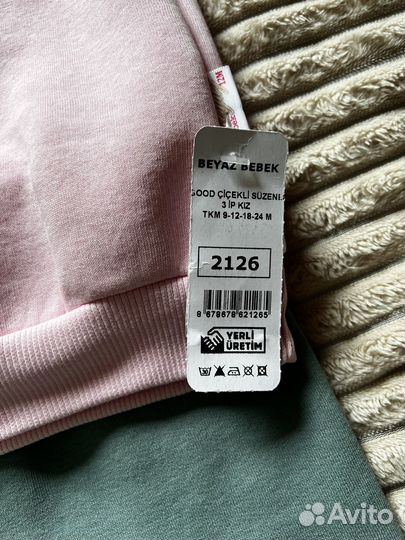 BEYAZ BEBEK
GOOD ÇİÇEKLİ SÜZENE
3 İP KIZ
TKM 9-12-18-24 M
2126
8 678678 621265
YERLİ
ÜRETİM
Avito